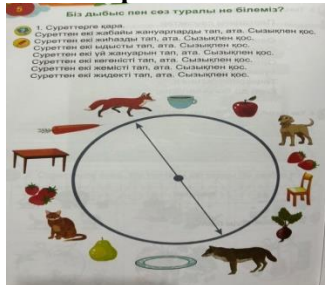 5
Біз дыбыс пен сөз туралы не білеміз?
1. Суреттерге қара.
Суреттен екі жабайы жануарларды тап, ата. Сызықпен қос.
Суреттен екі жиһазды тап, ата. Сызықпен қос.
Суреттен екі ыдысты тап, ата. Сызықпен қос.
Суреттен екі үй жануарын тап, ата. Сызықпен қос.
Суреттен екі көгөністі тап, ата. Сызықпен қос.
Суреттен екі жемісті тап, ата. Сызықпен қос.
Суреттен екі жидекті тап, ата. Сызықпен қос.